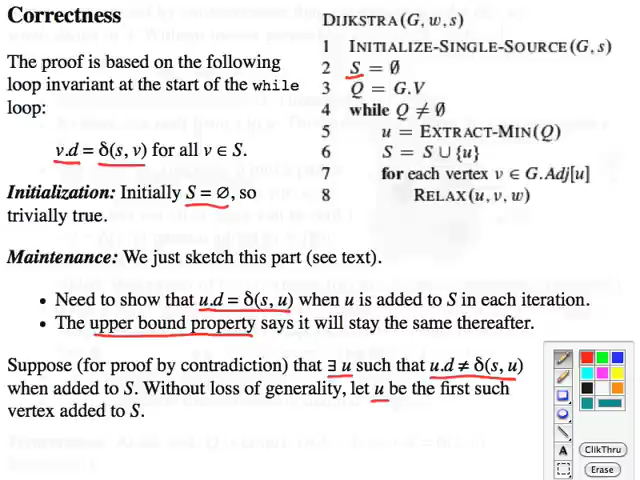 Correctness
The proof is based on the following
loop invariant at the start of the while
loop:
v.d = δ(s, v) for all v ∈ S.
Initialization: Initially S = ∅, so
trivially true.
DIJKSTRA(G, w, s)
1 INITIALIZE-SINGLE-SOURCE(G, s)
2 S = ∅
3 Q = G.V
4 while Q ≠ ∅
5 u = EXTRACT-MIN(Q)
6 S = S ∪ {u}
7 for each vertex v ∈ G.Adj[u]
8 RELAX(u, v, w)
Maintenance: We just sketch this part (see text).
• Need to show that u.d = δ(s, u) when u is added to S in each iteration.
• The upper bound property says it will stay the same thereafter.
Suppose (for proof by contradiction) that ∃ u such that u.d ≠ δ(s, u)
when added to S. Without loss of generality, let u be the first such
vertex added to S.
A
ClikThru
Erase